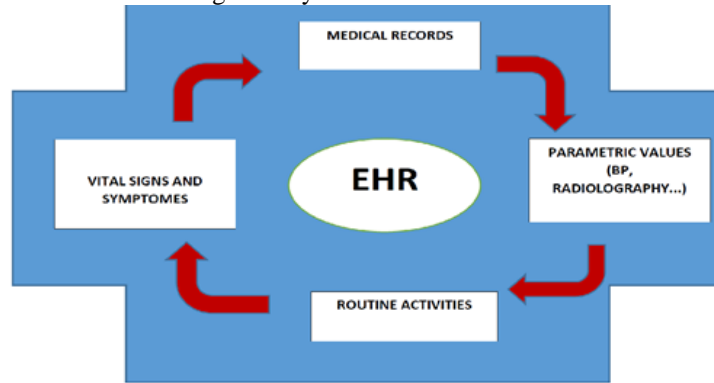 MEDICAL RECORDS
VITAL SIGNS AND
SYMPTOMES
EHR
PARAMETRIC VALUES
(BP,
RADIOLOGRAPHY...)
ROUTINE ACTIVITIES